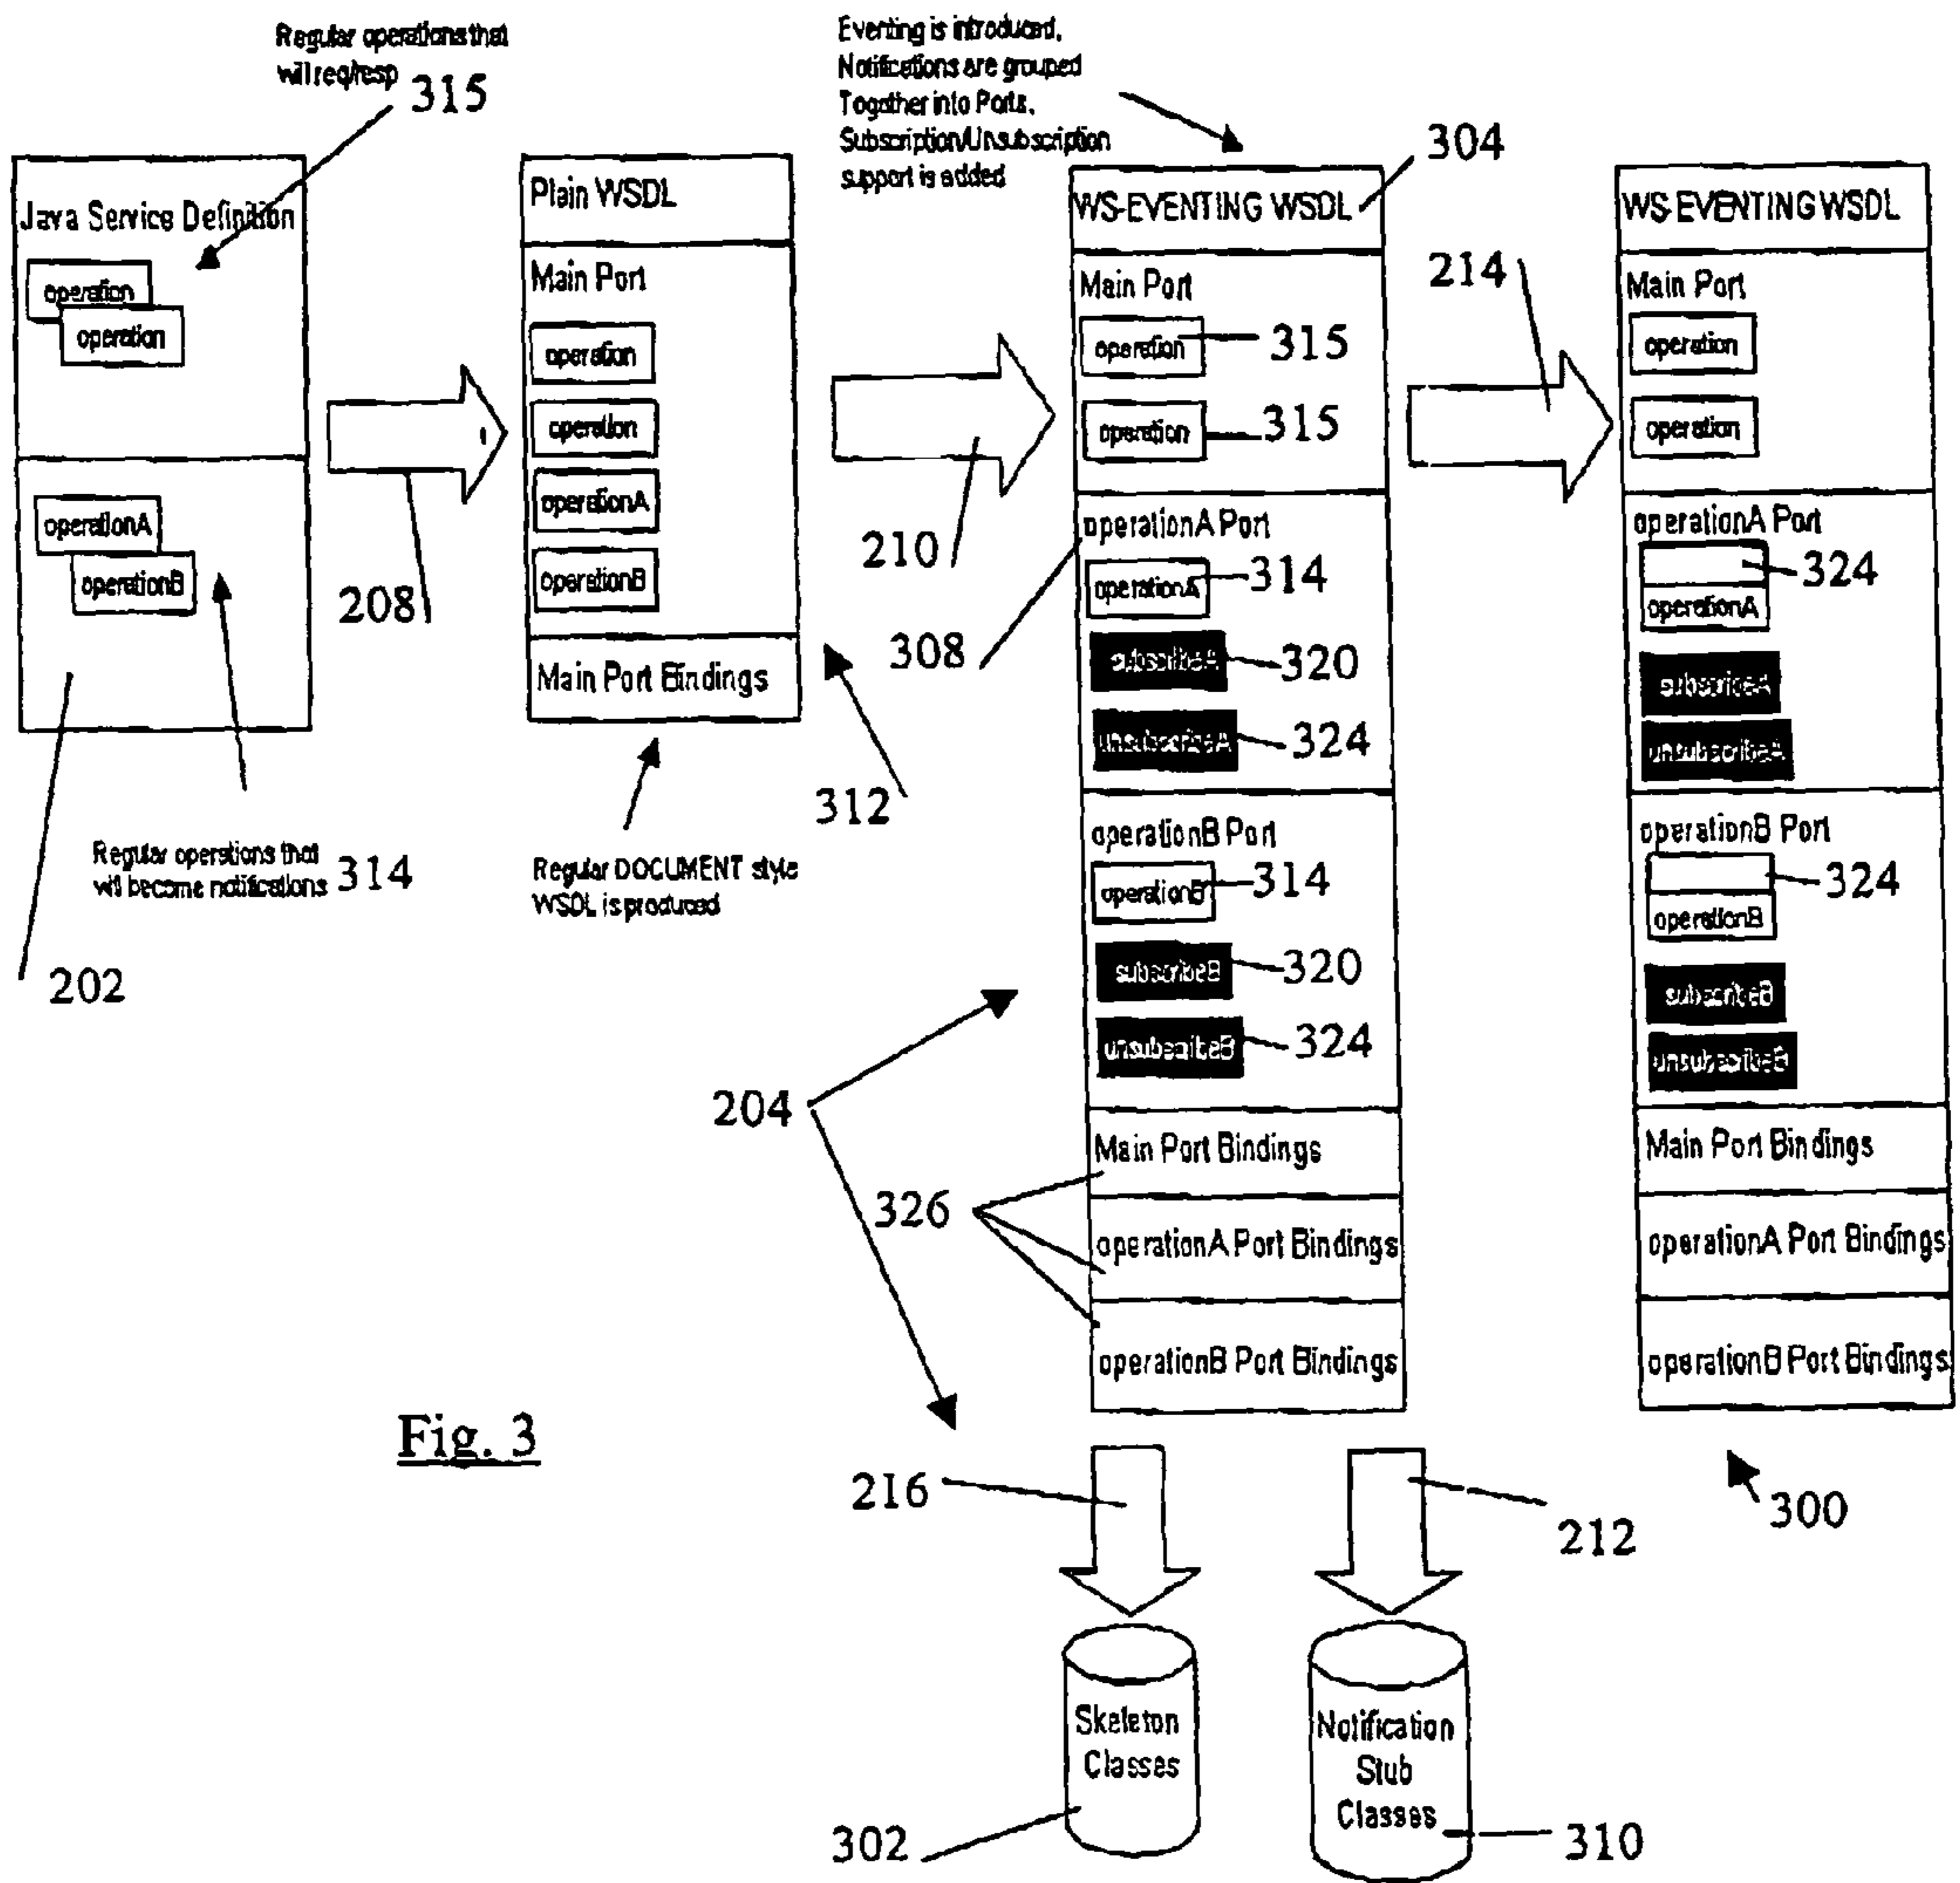 Regular operations that
will req/resp 315
Java Service Definition
operation
operation
operationA
operationB
208
202
Regular operations that
will become notifications 314
Plain WSDL
Main Port
operation
operation
operationA
operationB
Main Port Bindings
312
Regular DOCUMENT style
WSDL is produced
Eventing is introduced,
Notifications are grouped
Together into Ports,
Subscription/Unsubscription
support is added
210
308
304
WS-EVENTING WSDL
Main Port
operation 315
operation 315
operationA Port
operationA 314
subscribeA 320
unsubscribeA 324
operationB Port
operationB 314
subscribeB 320
unsubscribeB 324
204
326
Main Port Bindings
operationA Port Bindings
operationB Port Bindings
214
WS-EVENTING WSDL
Main Port
operation
operation
operationA Port
324
operationA
subscribeA
unsubscribeA
operationB Port
324
operationB
subscribeB
unsubscribeB
Main Port Bindings
operationA Port Bindings
operationB Port Bindings
300
Fig. 3
216
212
Skeleton
Classes
302
Notification
Stub
Classes
310